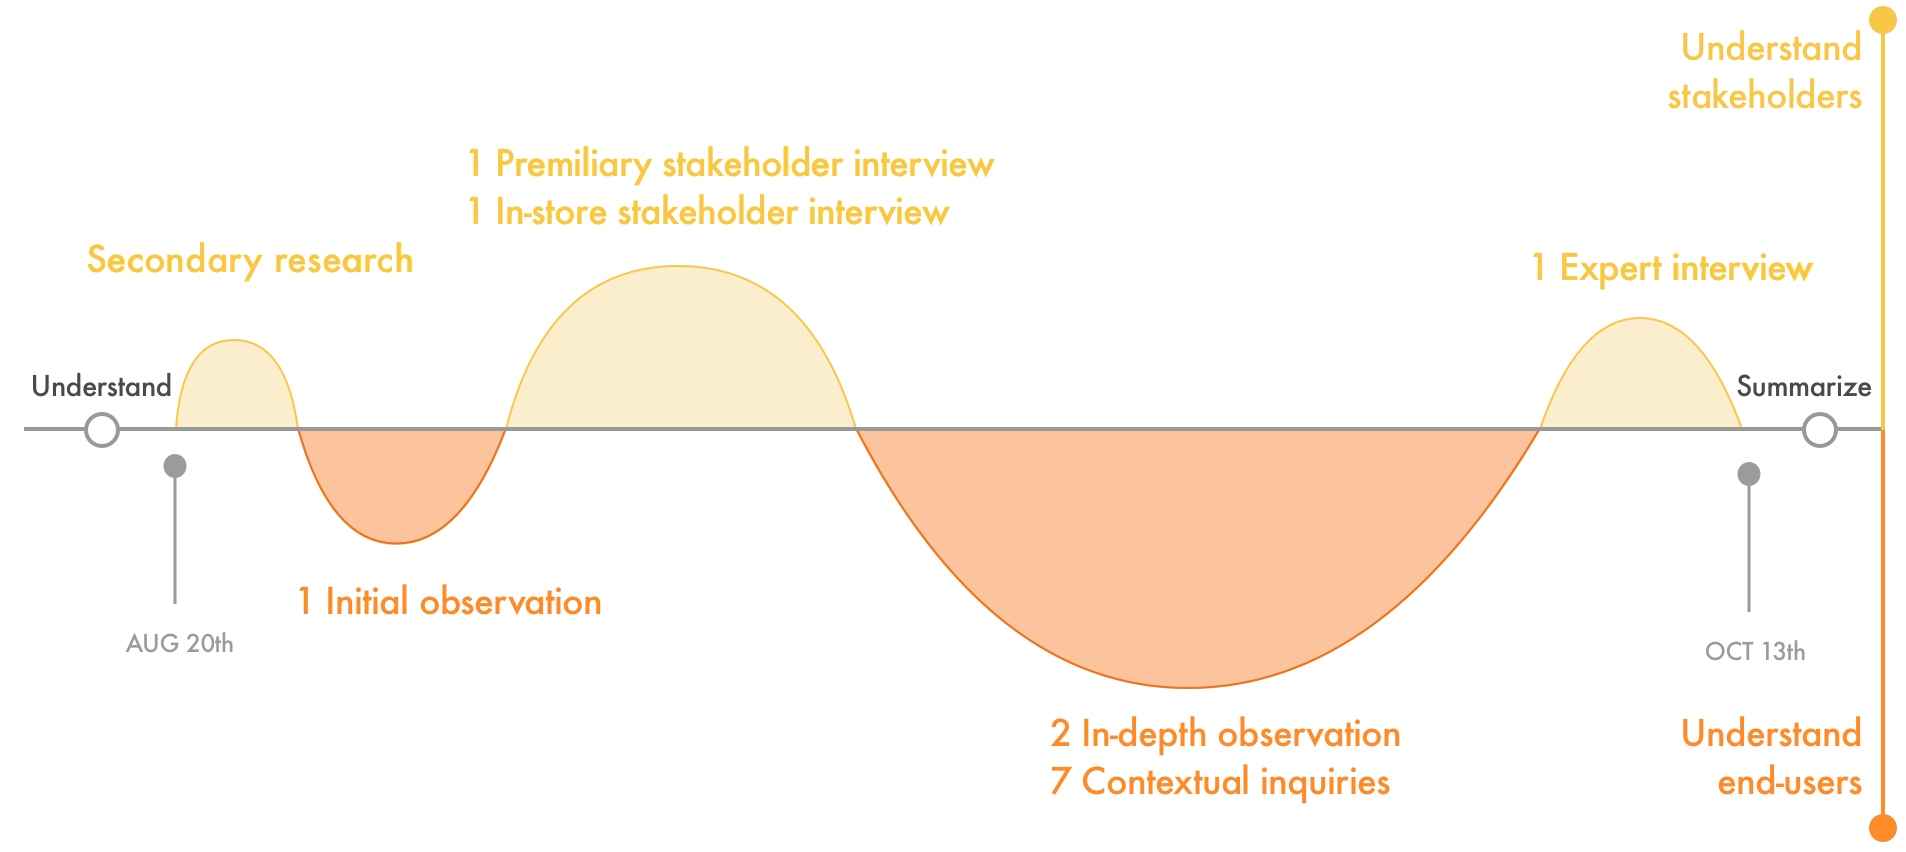 Understand
stakeholders
1 Premiliary stakeholder interview
1 In-store stakeholder interview
Secondary research
1 Expert interview
Understand
Summarize
1 Initial observation
AUG 20th
OCT 13th
2 In-depth observation
7 Contextual inquiries
Understand
end-users